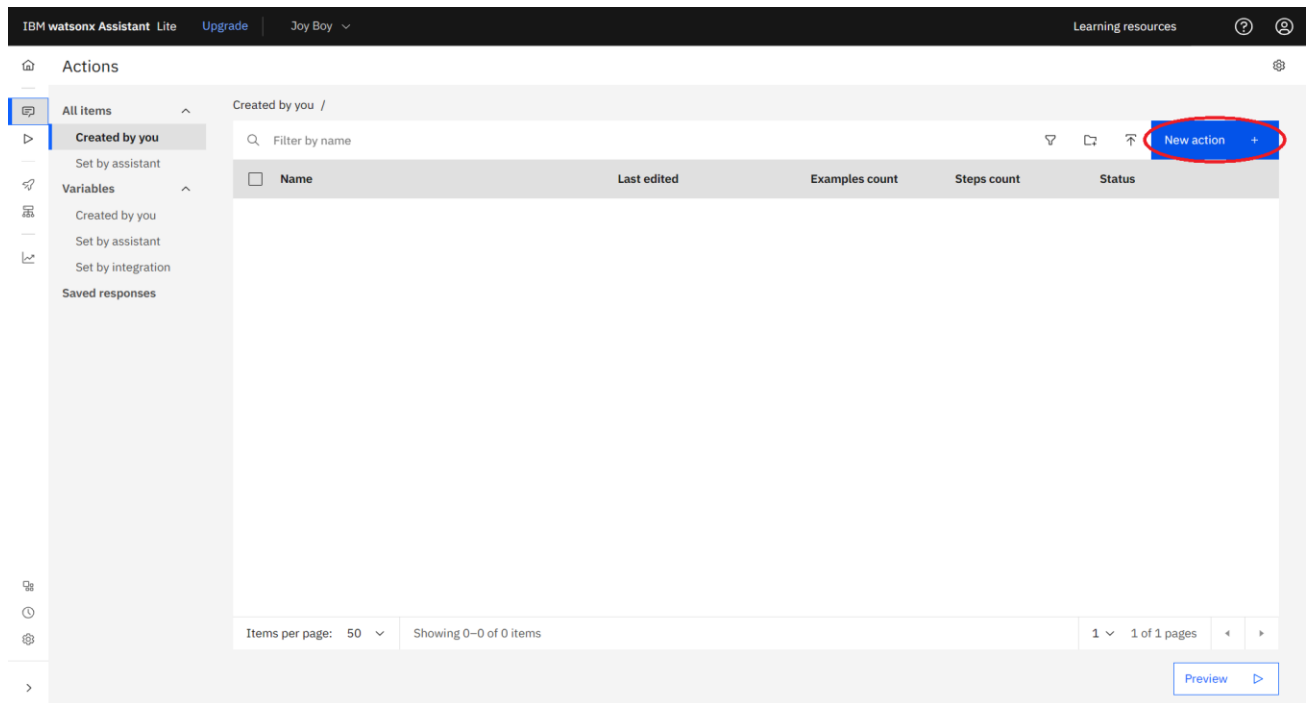 IBM watsonx Assistant Lite Upgrade Joy Boy Learning resources
Actions
All items
Created by you
Set by assistant
Variables
Created by you
Set by assistant
Set by integration
Saved responses
Created by you /
Filter by name
New action +
Name Last edited Examples count Steps count Status
Items per page: 50 Showing 0–0 of 0 items 1 1 of 1 pages
Preview